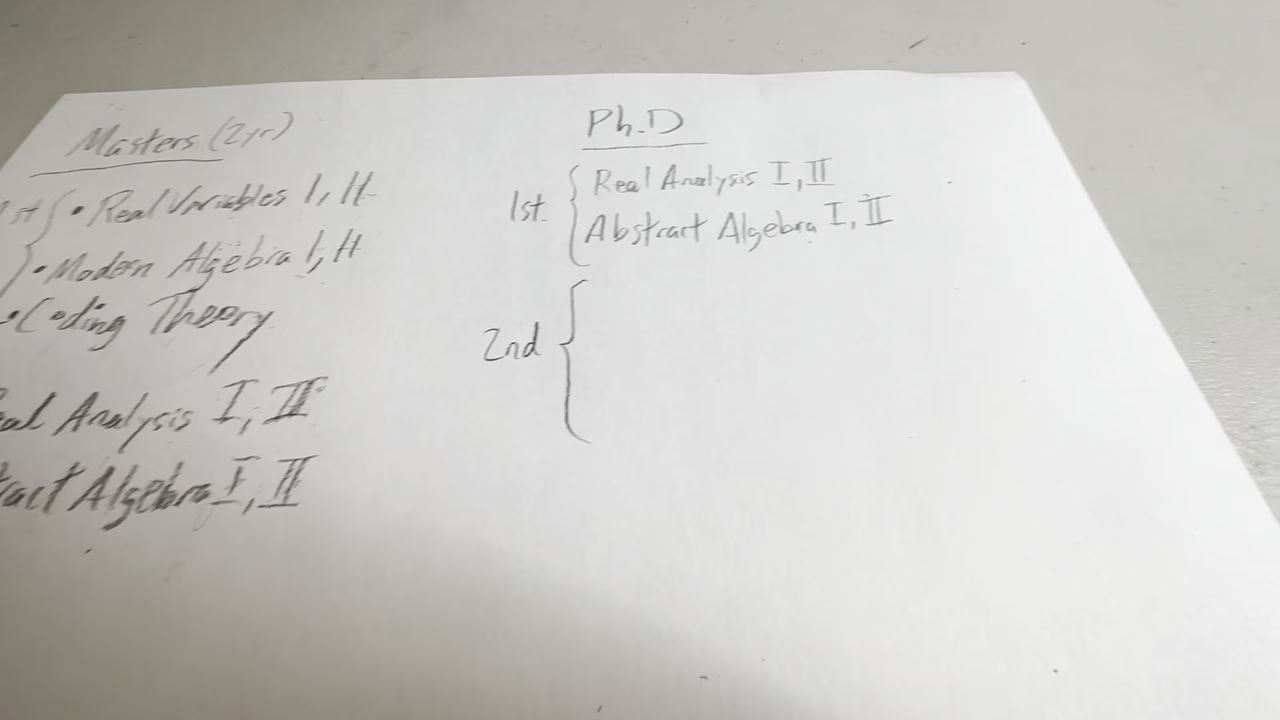 Masters (2yr)
1st • Real Variables I, II
• Modern Algebra I, II
• Coding Theory
Analysis I, II
Algebra I, II
Ph.D
1st. Real Analysis I, II
Abstract Algebra I, II
2nd